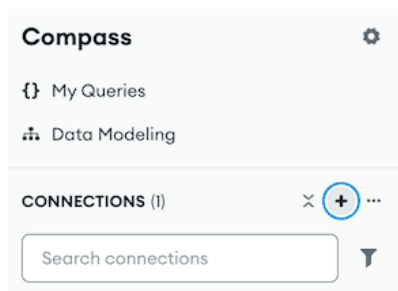 Compass
{} My Queries
Data Modeling
CONNECTIONS (1)
Search connections